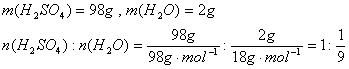 m(H₂SO₄)=98g , m(H₂O)=2g
n(H₂SO₄):n(H₂O)=98g/98g·mol⁻¹:2g/18g·mol⁻¹=1:1/9